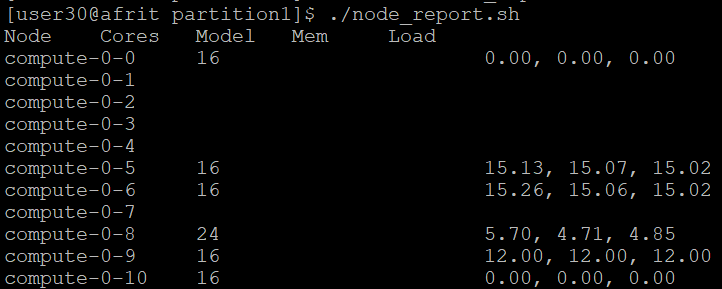 [user30@afrit partition1]$ ./node_report.sh
Node Cores Model Mem Load
compute-0-0 16 0.00, 0.00, 0.00
compute-0-1
compute-0-2
compute-0-3
compute-0-4
compute-0-5 16 15.13, 15.07, 15.02
compute-0-6 16 15.26, 15.06, 15.02
compute-0-7
compute-0-8 24 5.70, 4.71, 4.85
compute-0-9 16 12.00, 12.00, 12.00
compute-0-10 16 0.00, 0.00, 0.00